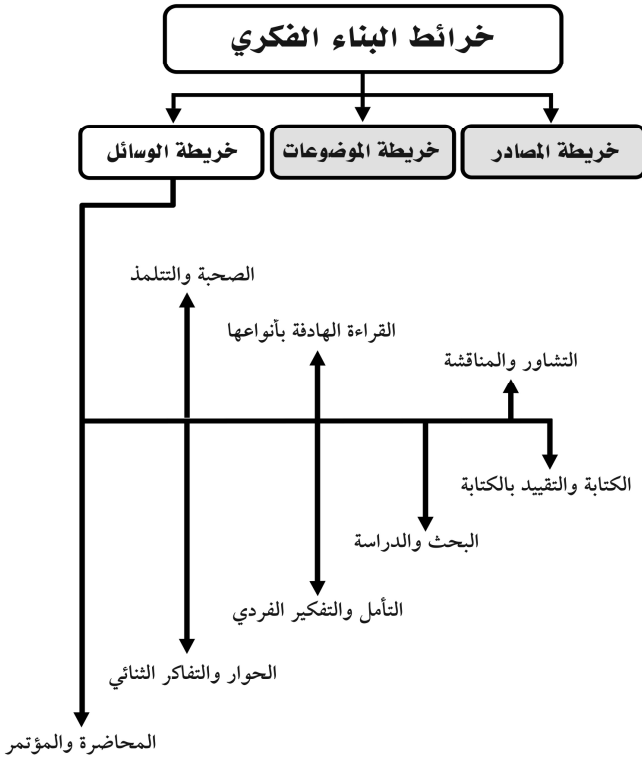 خرائط البناء الفكري
خريطة المصادر
خريطة الموضوعات
خريطة الوسائل
الصحبة والتتلمذ
القراءة الهادفة بأنواعها
التشاور والمناقشة
الكتابة والتقييد بالكتابة
البحث والدراسة
التأمل والتفكير الفردي
الحوار والتفاكر الثنائي
المحاضرة والمؤتمر